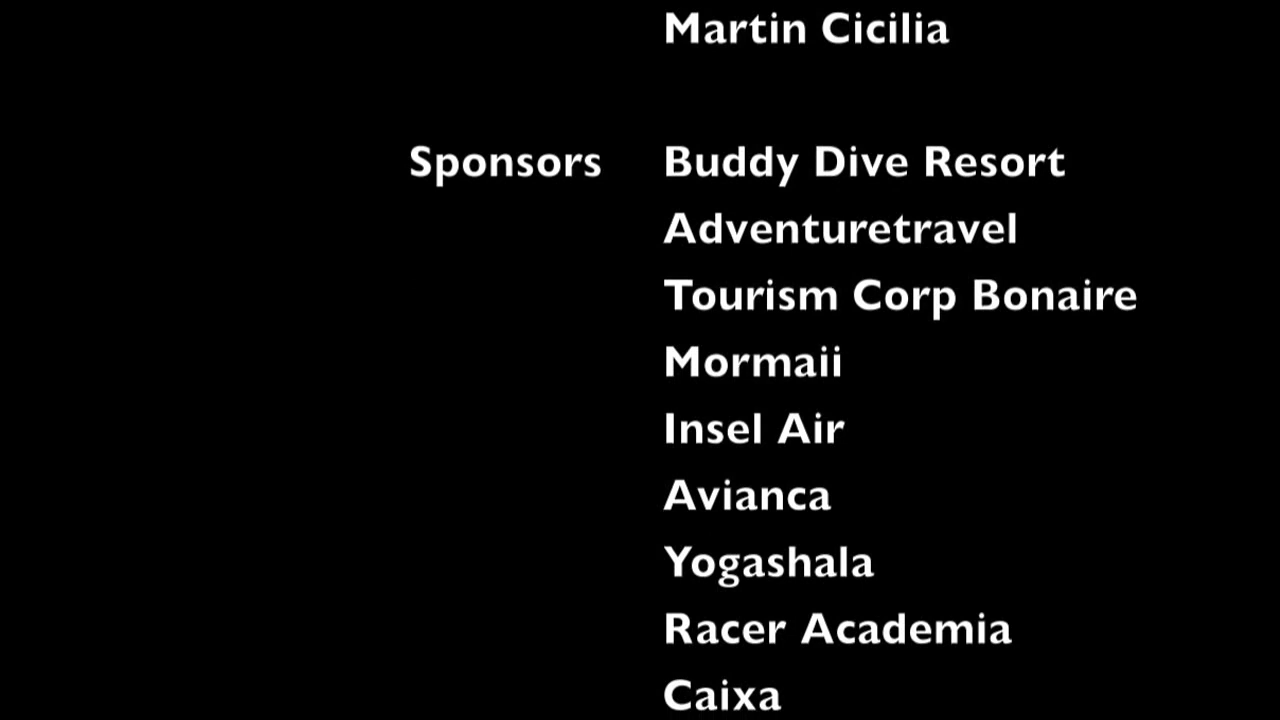 Martin Cicilia
Sponsors Buddy Dive Resort
Adventuretravel
Tourism Corp Bonaire
Mormaii
Insel Air
Avianca
Yogashala
Racer Academia
Caixa